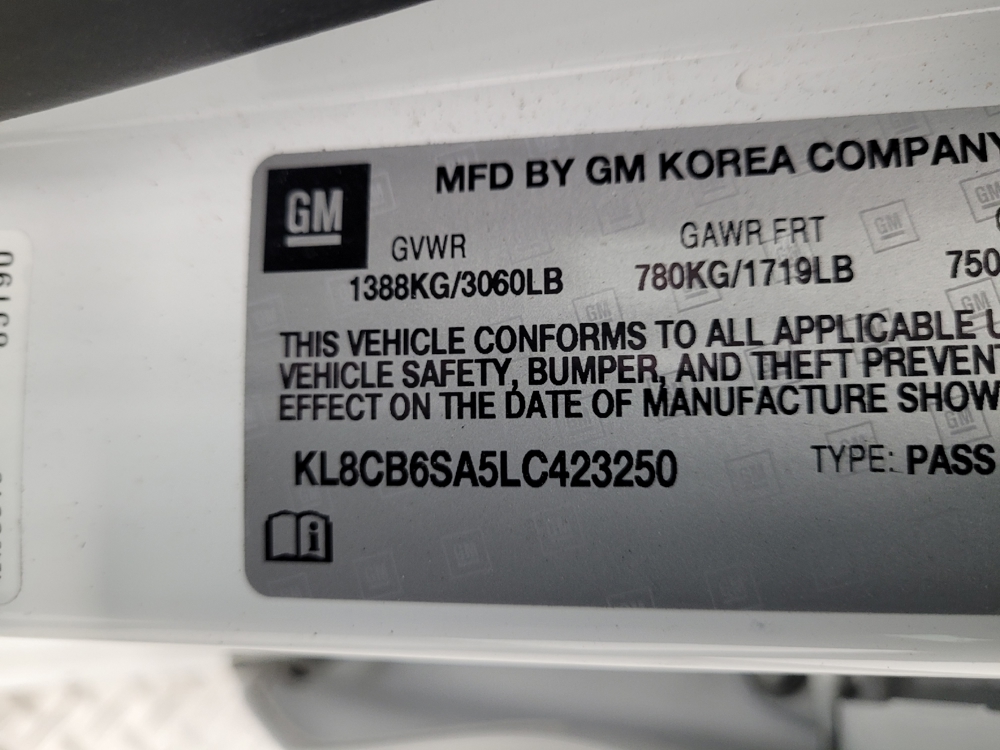 GM
MFD BY GM KOREA COMPANY
GVWR GAWR FRT
1388KG/3060LB 780KG/1719LB 750
THIS VEHICLE CONFORMS TO ALL APPLICABLE U
VEHICLE SAFETY, BUMPER, AND THEFT PREVENT
EFFECT ON THE DATE OF MANUFACTURE SHOW
KL8CB6SA5LC423250 TYPE: PASS